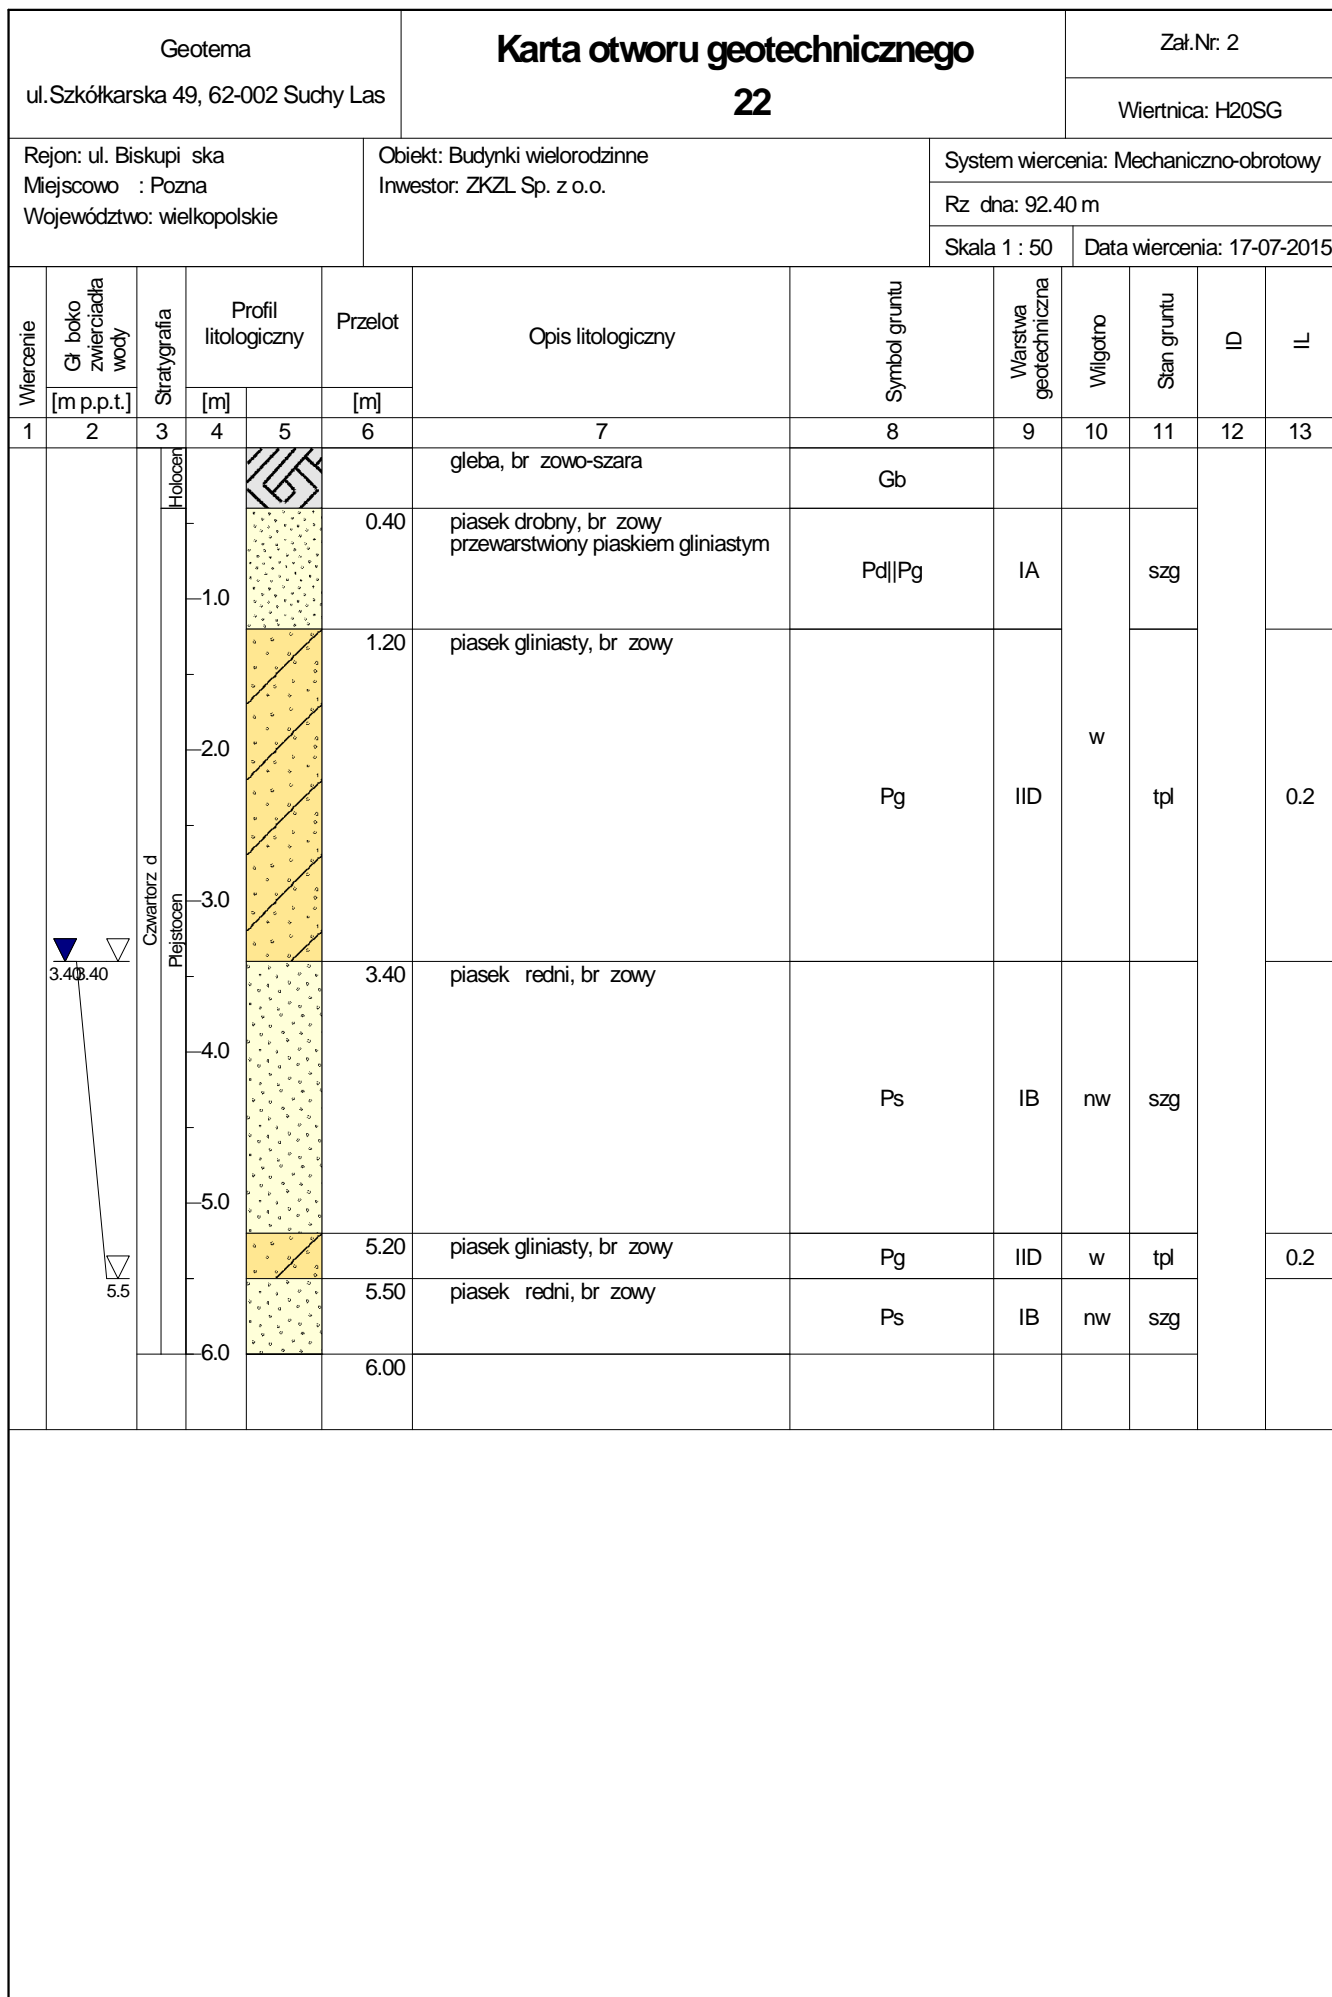 Geotema
ul.Szkółkarska 49, 62-002 Suchy Las
Karta otworu geotechnicznego
22
Zał.Nr: 2
Wiertnica: H20SG
Rejon: ul. Biskupi ska
Miejscowo : Pozna
Województwo: wielkopolskie
Obiekt: Budynki wielorodzinne
Inwestor: ZKZL Sp. z o.o.
System wiercenia: Mechaniczno-obrotowy
Rz dna: 92.40 m
Skala 1 : 50
Data wiercenia: 17-07-2015
Wiercenie
Gł boko
zwierciadła
wody
[m p.p.t.]
Stratygrafia
Profil
litologiczny
[m]
Przelot
[m]
Opis litologiczny
Symbol gruntu
Warstwa
geotechniczna
Wilgotno
Stan gruntu
ID
IL
1 2 3 4 5 6 7 8 9 10 11 12 13
Holocen
gleba, br zowo-szara
Gb
0.40
piasek drobny, br zowy
przewarstwiony piaskiem gliniastym
Pd||Pg
IA
szg
1.0
1.20
piasek gliniasty, br zowy
2.0
w
Pg
IID
tpl
0.2
Czwartorz d
Plejstocen
3.0
3.40
3.40
3.40
piasek redni, br zowy
4.0
Ps
IB
nw
szg
5.0
5.20
piasek gliniasty, br zowy
Pg
IID
w
tpl
0.2
5.5
5.50
piasek redni, br zowy
Ps
IB
nw
szg
6.0
6.00